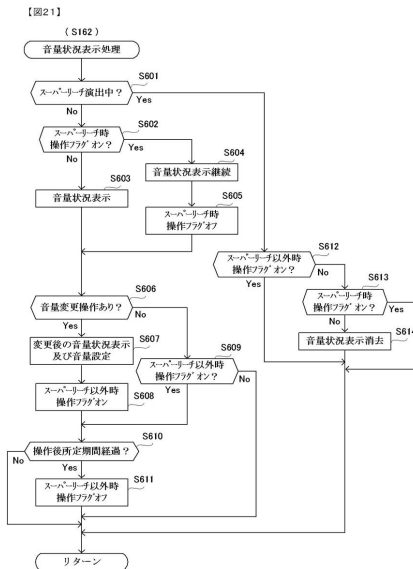 【図21】
(S162)
音量状況表示処理
S601
スーパーリーチ演出中？
Yes
No
S602
スーパーリーチ時
操作フラグオン？
Yes
No
S603
音量状況表示
S604
音量状況表示継続
S605
スーパーリーチ時
操作フラグオフ
S612
スーパーリーチ以外時
操作フラグオン？
No
Yes
S613
スーパーリーチ時
操作フラグオン？
Yes
No
S614
音量状況表示消去
S606
音量変更操作あり？
No
Yes
S607
変更後の音量状況表示
及び音量設定
S608
スーパーリーチ以外時
操作フラグオン
S609
スーパーリーチ以外時
操作フラグオン？
No
Yes
S610
操作後所定期間経過？
No
Yes
S611
スーパーリーチ以外時
操作フラグオフ
リターン